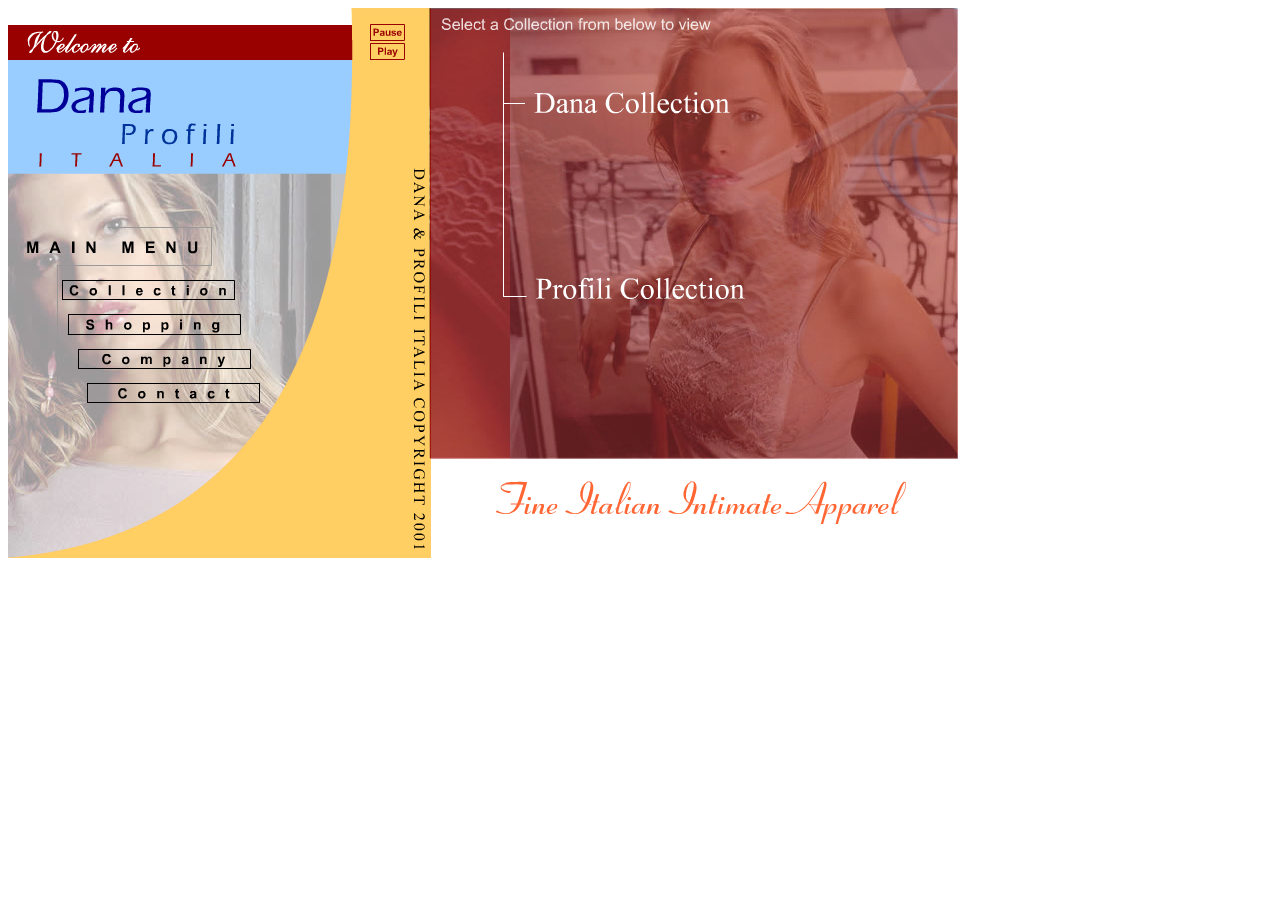 Welcome to
Dana
Profili
ITALIA
MAIN MENU
Collection
Shopping
Company
Contact
Pause
Play
DANA & PROFILI ITALIA COPYRIGHT 2001
Select a Collection from below to view
Dana Collection
Profili Collection
Fine Italian Intimate Apparel